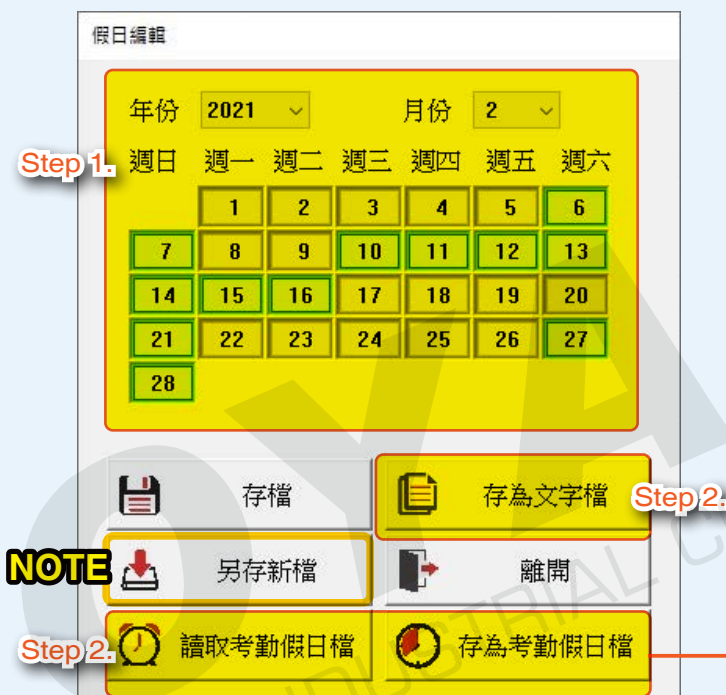 假日編輯
年份 2021 月份 2
Step 1. 週日 週一 週二 週三 週四 週五 週六
1 2 3 4 5 6
7 8 9 10 11 12 13
14 15 16 17 18 19 20
21 22 23 24 25 26 27
28
存檔 存為文字檔 Step 2.
NOTE 另存新檔 離開
Step 2. 讀取考勤假日檔 存為考勤假日檔
OYA
INDUSTRIAL C